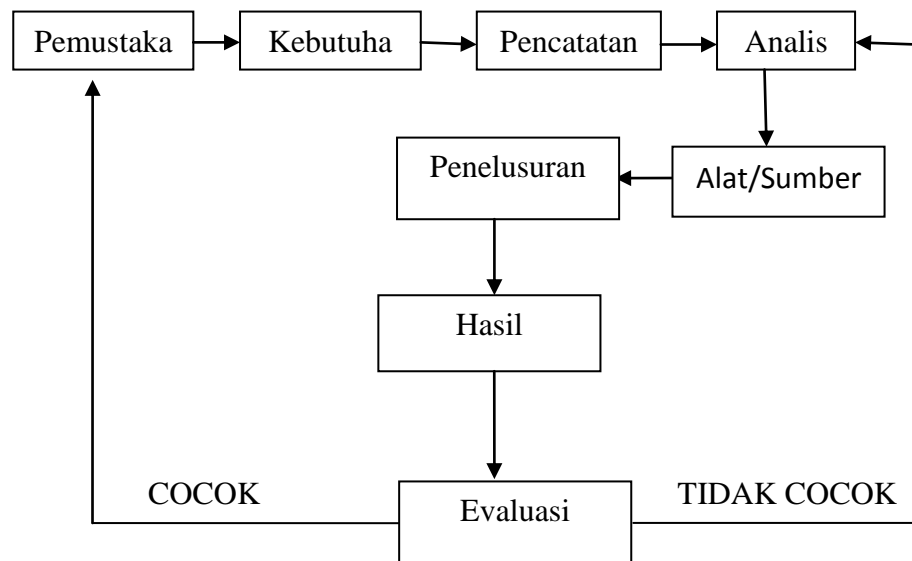 Pemustaka
Kebutuha
Pencatatan
Analis
Penelusuran
Alat/Sumber
Hasil
COCOK
TIDAK COCOK
Evaluasi